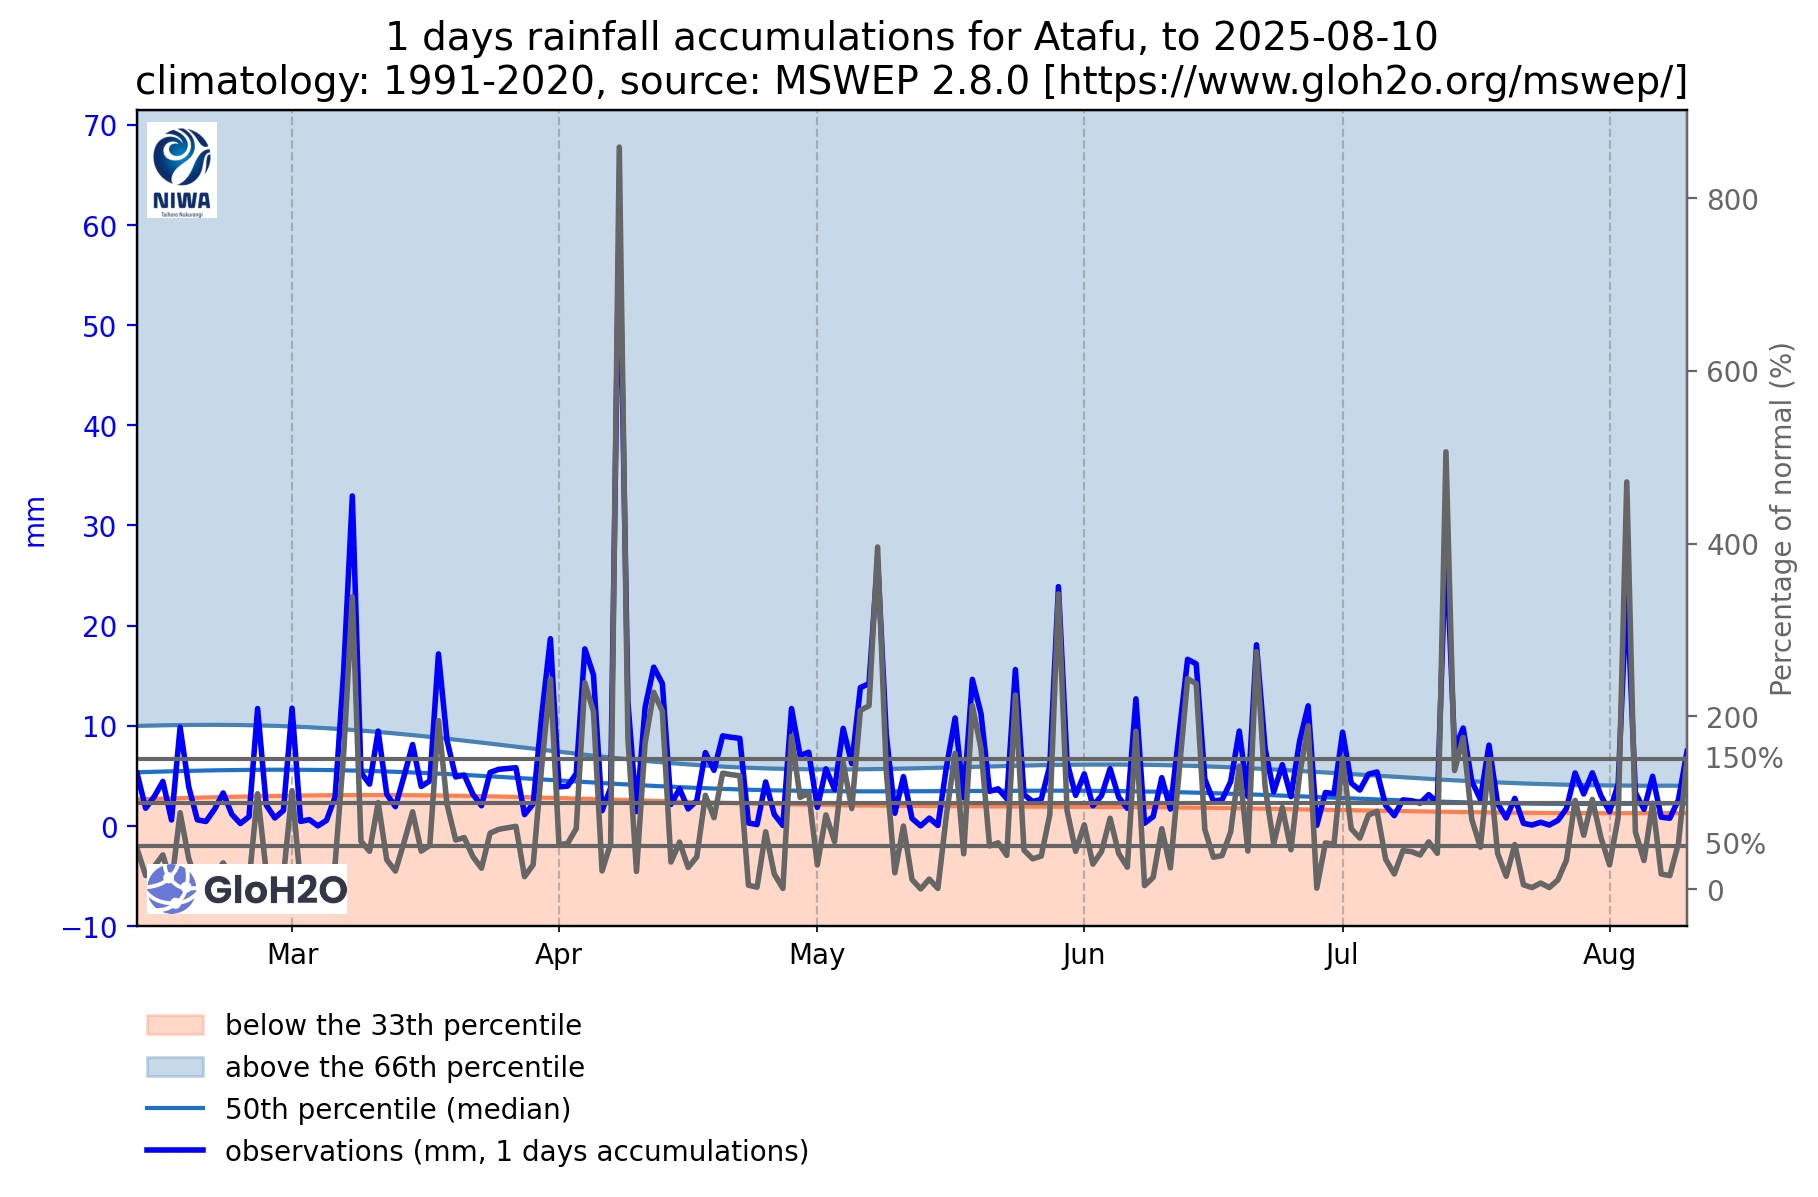 1 days rainfall accumulations for Atafu, to 2025-08-10
climatology: 1991-2020, source: MSWEP 2.8.0 [https://www.gloh2o.org/mswep/]
70
60
50
40
30
20
10
0
−10
mm
NIWA
Taihoro Nukurangi
GloH2O
800
600
400
200
150%
50%
0
Percentage of normal (%)
Mar
Apr
May
Jun
Jul
Aug
below the 33th percentile
above the 66th percentile
50th percentile (median)
observations (mm, 1 days accumulations)